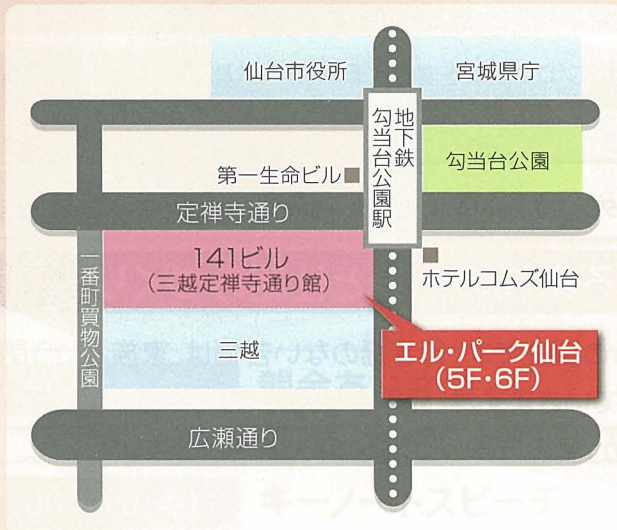 仙台市役所
宮城県庁
地下鉄
勾当台公園駅
勾当台公園
第一生命ビル
定禅寺通り
一番町買物公園
141ビル
(三越定禅寺通り館)
ホテルコムズ仙台
三越
エル・パーク仙台
(5F・6F)
広瀬通り